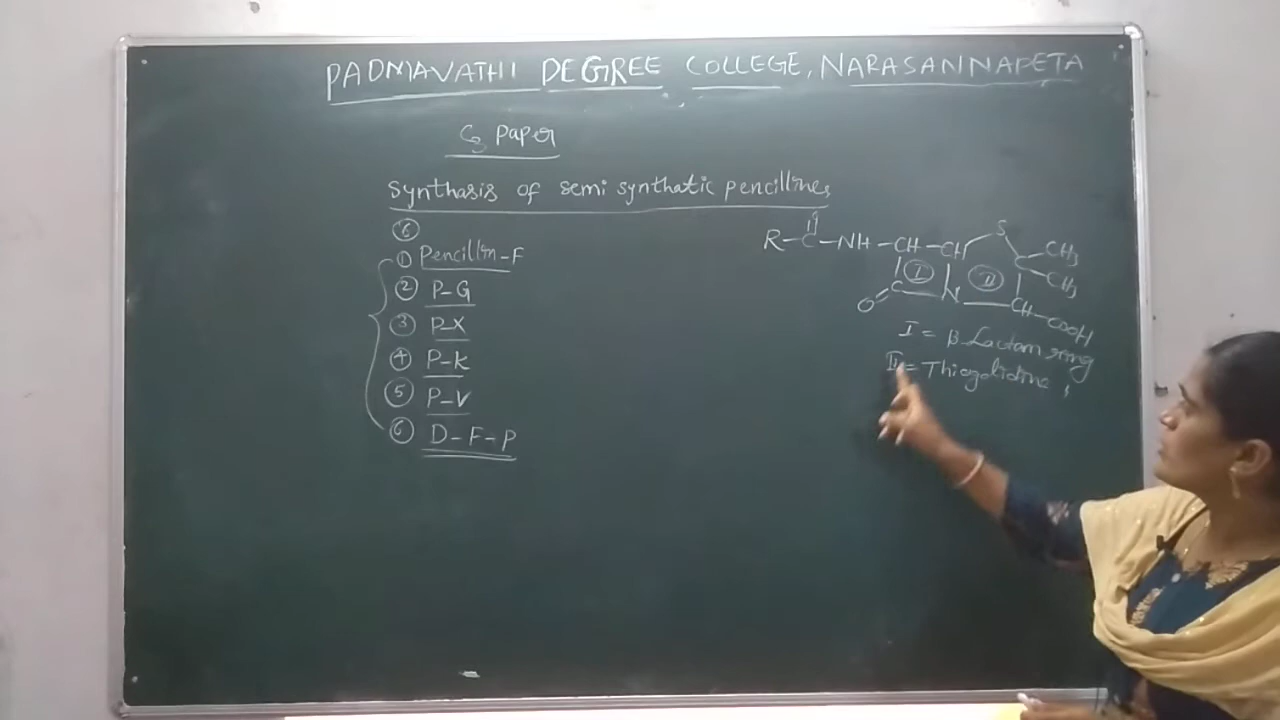 PADMAVATHI DEGREE COLLEGE, NARASANNAPETA
C3 Paper
Synthasis of semi synthatic pencillines
⑥
① Pencillin-F
② P-G
③ P-X
④ P-K
⑤ P-V
⑥ D-F-P
O S
R-C-NH-CH-CH C CH3
I II CH3
O=C N CH-COOH
I = β Lactam ring
II = Thiozolidine ,